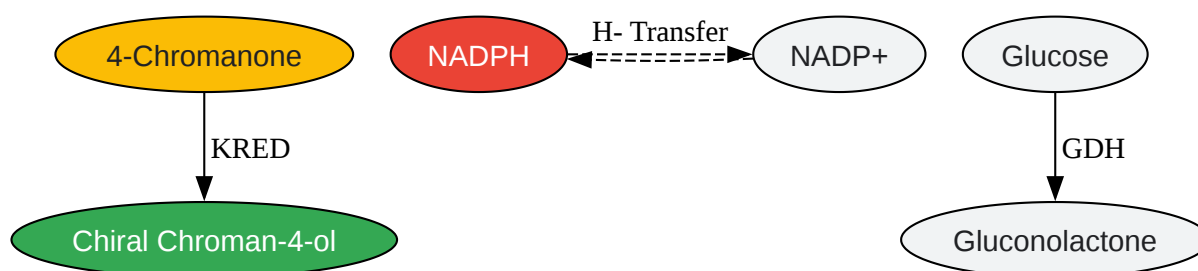 H- Transfer
4-Chromanone
NADPH
NADP+
Glucose
KRED
GDH
Chiral Chroman-4-ol
Gluconolactone